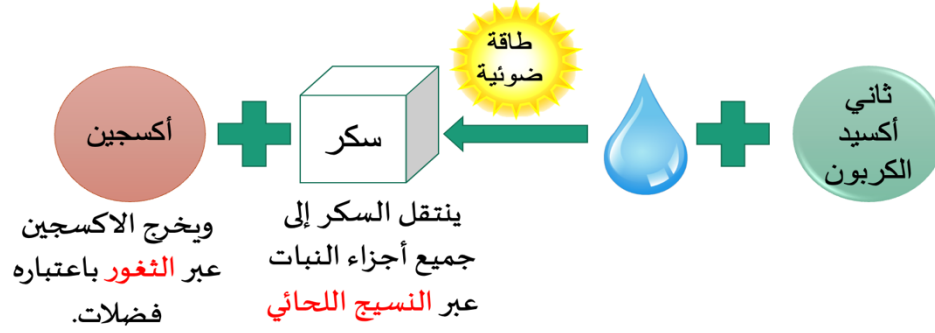 ثاني
أكسيد
الكربون
طاقة
ضوئية
سكر
أكسجين
ينتقل السكر إلى
جميع أجزاء النبات
عبر النسيج اللحائي
ويخرج الاكسجين
عبر الثغور باعتباره
فضلات.